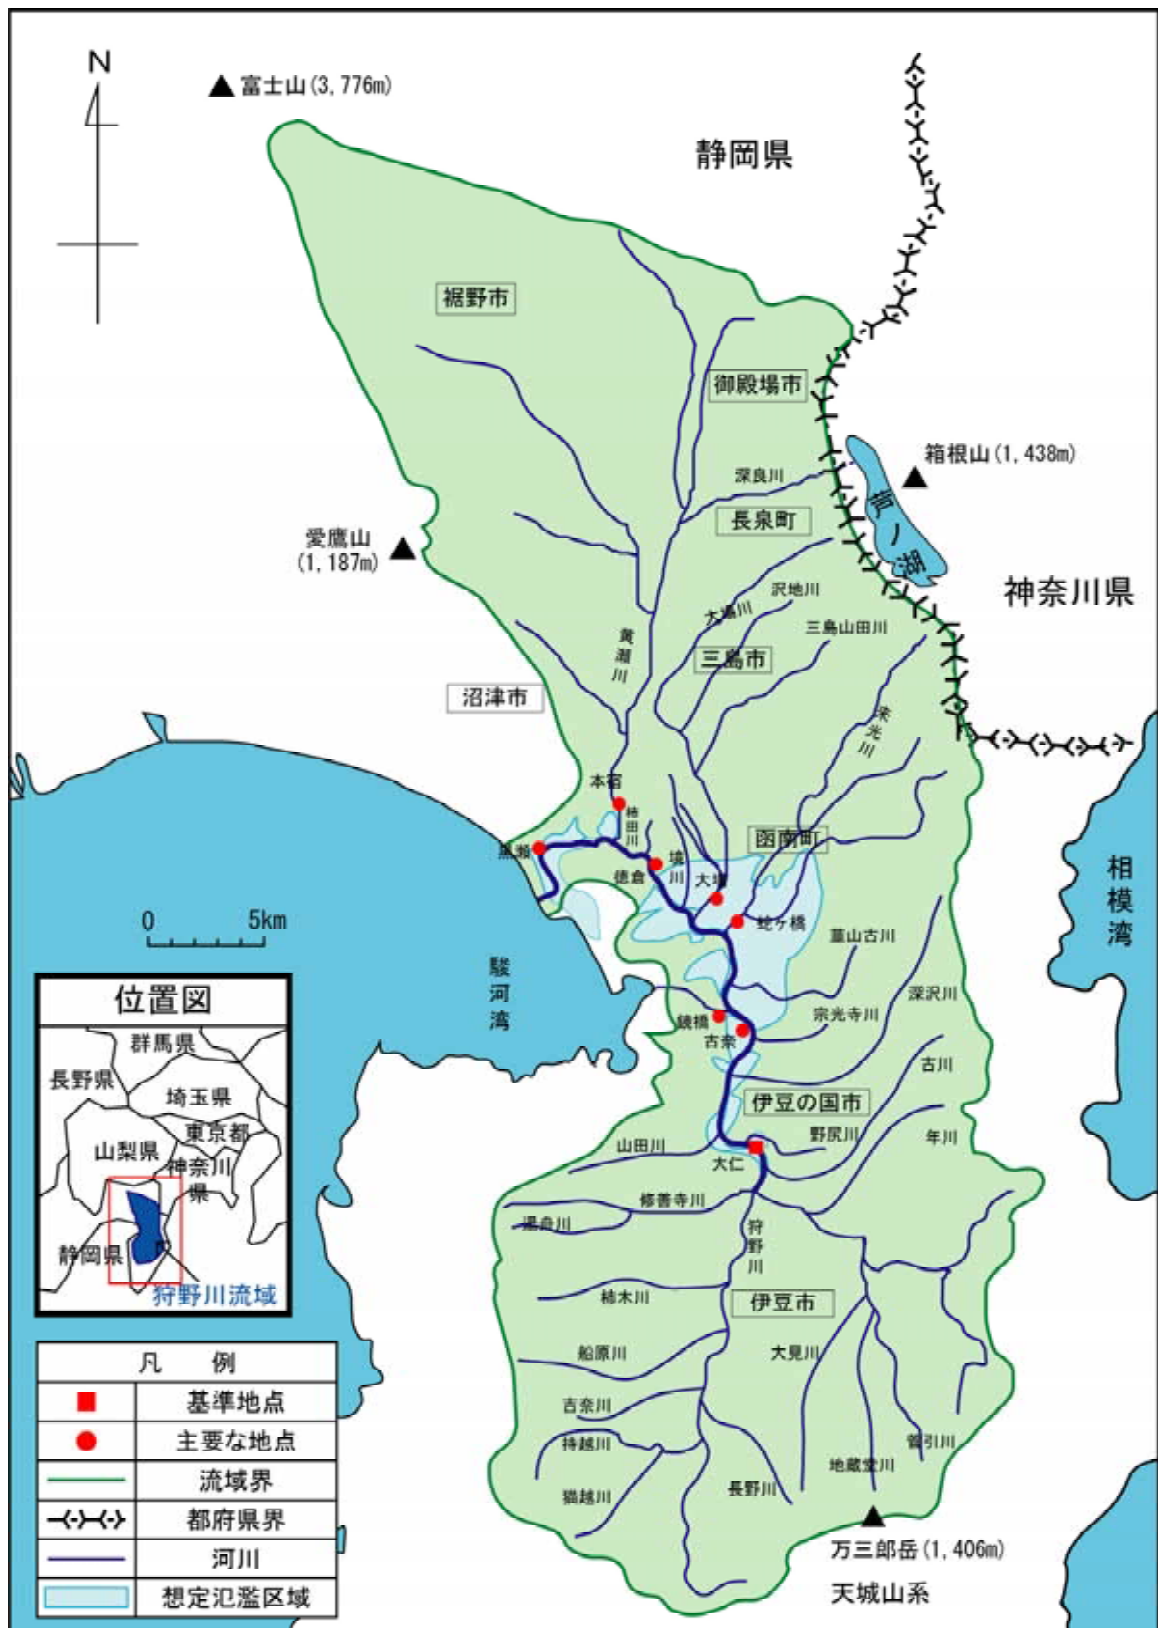 N
富士山(3,776m)
静岡県
裾野市
御殿場市
箱根山(1,438m)
深良川
長泉町
芦ノ湖
愛鷹山
(1,187m)
神奈川県
沢地川
大場川
三島山田川
黄瀬川
三島市
沼津市
来光川
本宿
柿田川
函南町
黒瀬
徳倉
境川
大場
蛇ヶ橋
相模湾
0 5km
韮山古川
駿河湾
深沢川
位置図
鏡橋
宗光寺川
古奈
群馬県
長野県
古川
埼玉県
伊豆の国市
東京都
山田川
野尻川
年川
山梨県
大仁
神奈川
県
修善寺川
湯舟川
狩野川
静岡県
狩野川流域
柿木川
伊豆市
船原川
大見川
凡 例
基準地点
吉奈川
主要な地点
持越川
菅引川
地蔵堂川
流域界
長野川
猫越川
都府県界
万三郎岳(1,406m)
河川
天城山系
想定氾濫区域